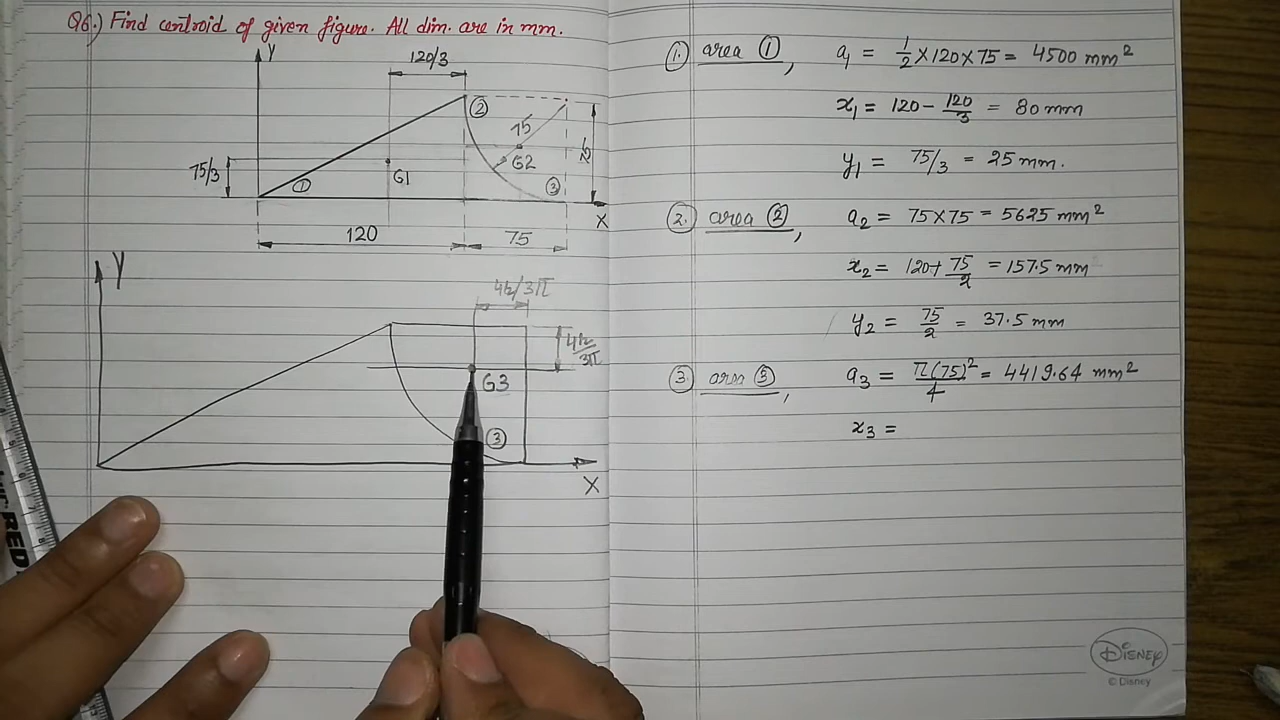 Q6.) Find centroid of given figure. All dim. are in mm.
Y
120/3
②
75
75
G2
75/3
①
G1
③
X
120
75
Y
4r/3π
4r/3π
G3
③
X
1. area ①, a1 = 1/2 × 120 × 75 = 4500 mm²
x1 = 120 - 120/3 = 80 mm
y1 = 75/3 = 25 mm.
2. area ②, a2 = 75 × 75 = 5625 mm²
x2 = 120 + 75/2 = 157.5 mm
y2 = 75/2 = 37.5 mm
3. area ③, a3 = π(75)²/4 = 4419.64 mm²
x3 =
DISNEY
© Disney